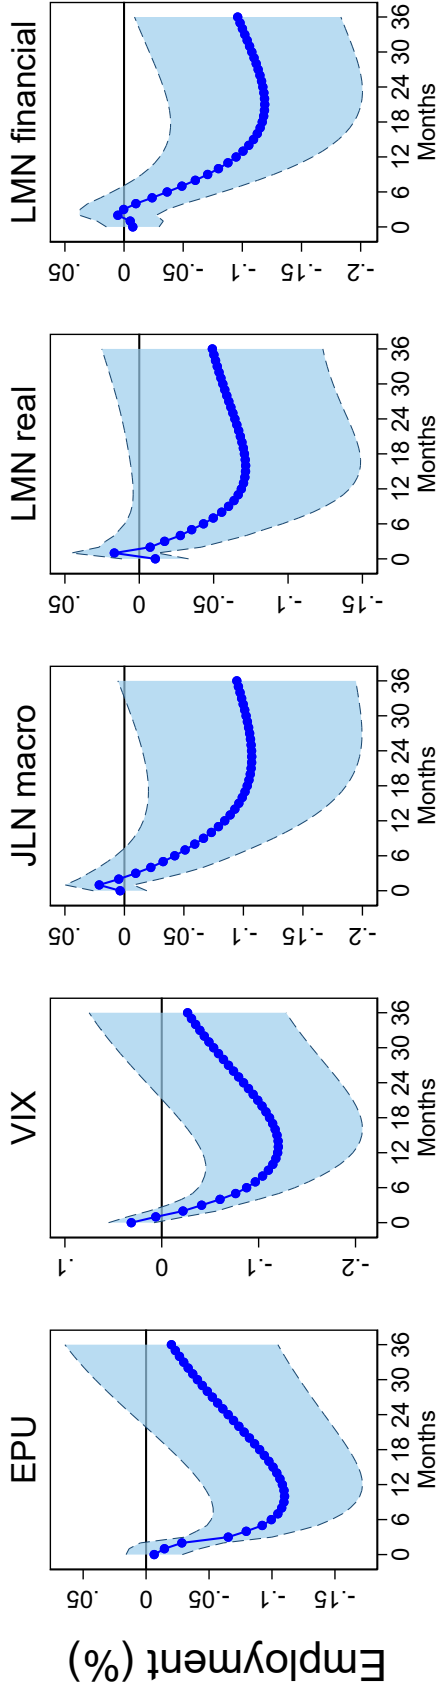 Employment (%)
EPU
.05
0
-.05
-.1
-.15
0 6 12 18 24 30 36
Months
VIX
.1
0
-.1
-.2
0 6 12 18 24 30 36
Months
JLN macro
.05
0
-.05
-.1
-.15
-.2
0 6 12 18 24 30 36
Months
LMN real
.05
0
-.05
-.1
-.15
0 6 12 18 24 30 36
Months
LMN financial
.05
0
-.05
-.1
-.15
-.2
0 6 12 18 24 30 36
Months